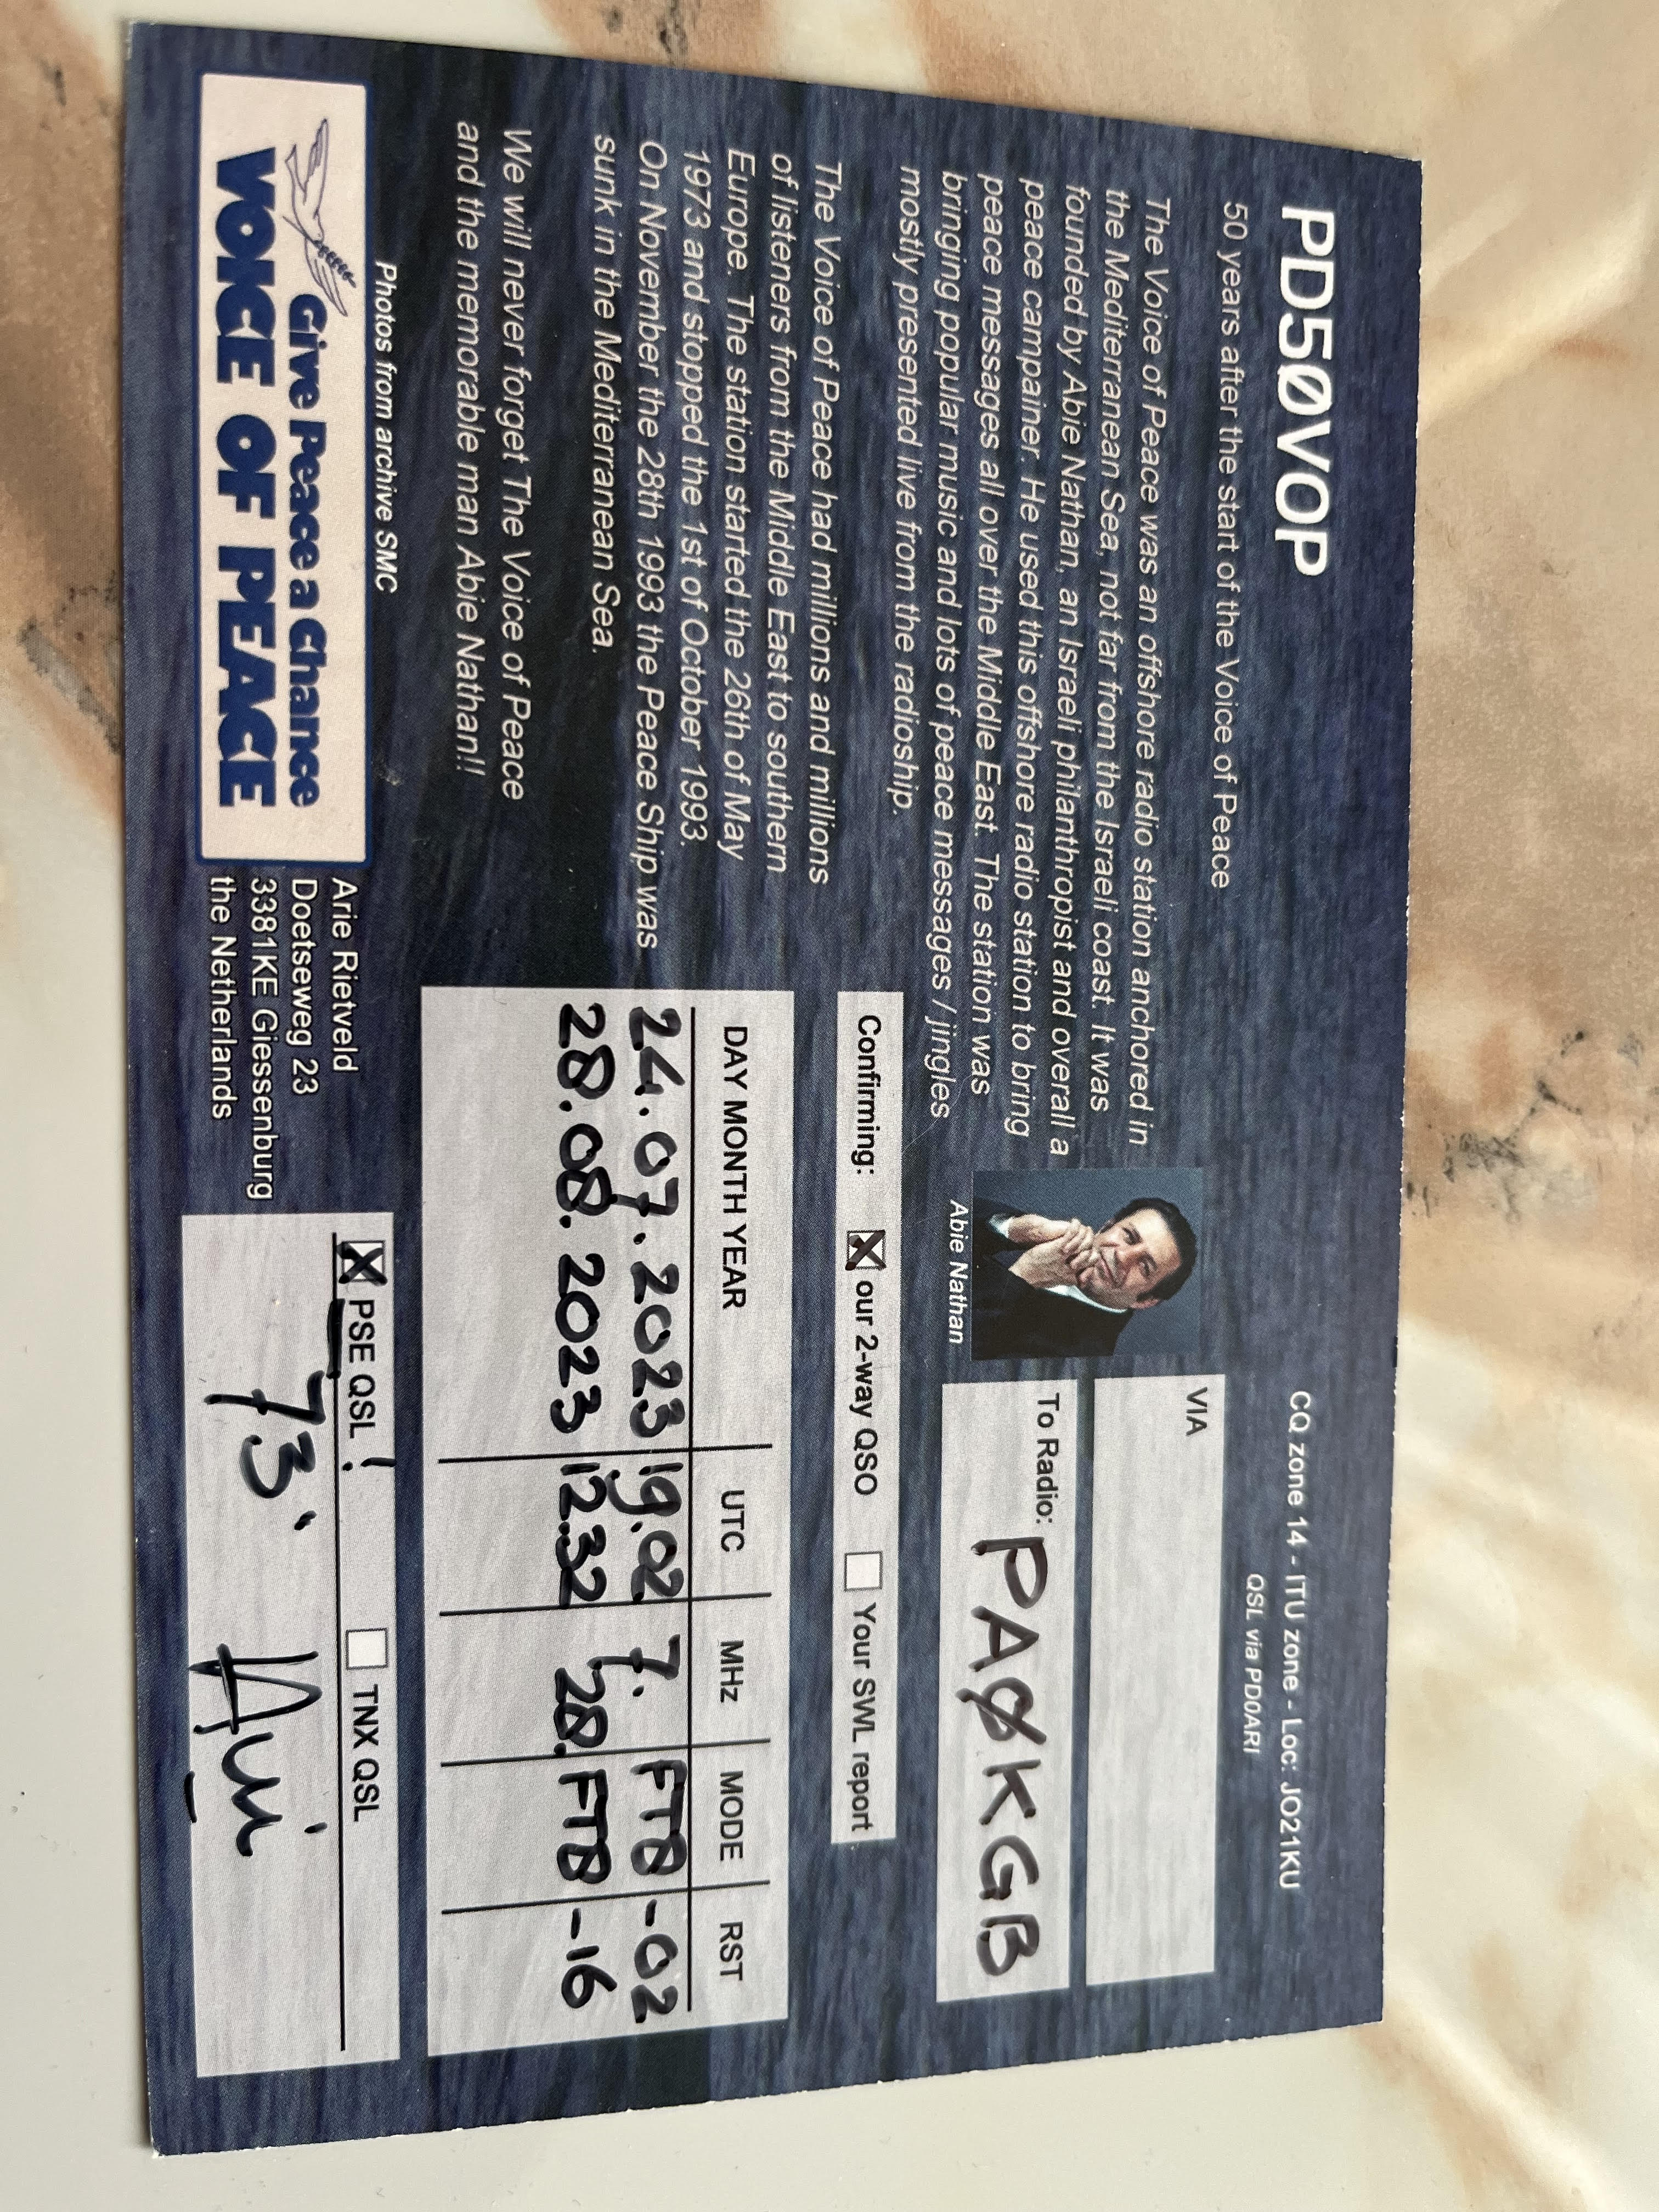 PD5ØVOP
50 years after the start of the Voice of Peace
CQ zone 14 - ITU zone - Loc: JO21KU
QSL via PD0ARI
The Voice of Peace was an offshore radio station anchored in
the Mediterranean Sea, not far from the Israeli coast. It was
founded by Abie Nathan, an Israeli philanthropist and overall a
peace campainer. He used this offshore radio station to bring
peace messages all over the Middle East. The station was
bringing popular music and lots of peace messages / jingles
mostly presented live from the radioship.
Abie Nathan
VIA
To Radio: PAØKGB
The Voice of Peace had millions and millions
of listeners from the Middle East to southern
Europe. The station started the 26th of May
1973 and stopped the 1st of October 1993.
On November the 28th 1993 the Peace Ship was
sunk in the Mediterranean Sea.
We will never forget The Voice of Peace
and the memorable man Abie Nathan!!
Confirming: X our 2-way QSO Your SWL report
DAY MONTH YEAR UTC MHz MODE RST
24.07.2023 19.02 7. FT8 -02
28.08.2023 12.32 28. FT8 -16
Photos from archive SMC
Give Peace a Chance
VOICE OF PEACE
Arie Rietveld
Doetseweg 23
3381KE Giessenburg
the Netherlands
X PSE QSL! TNX QSL
73'